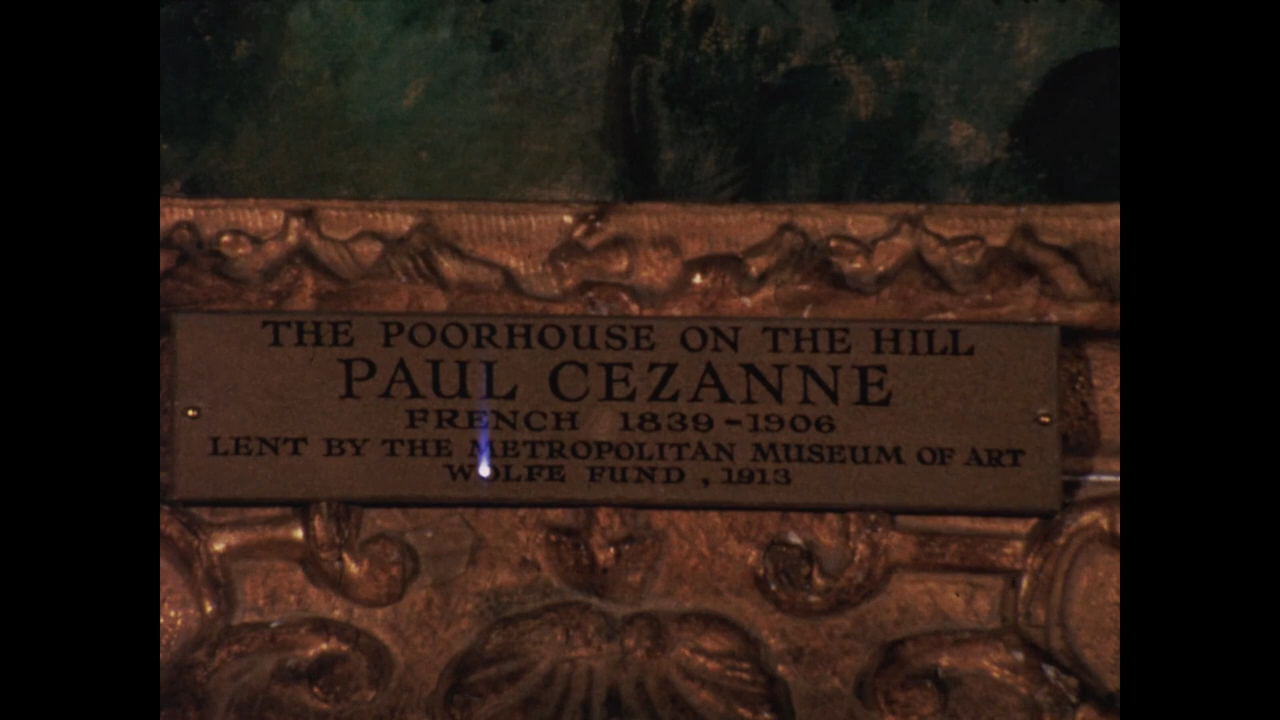 THE POORHOUSE ON THE HILL
PAUL CEZANNE
FRENCH 1839-1906
LENT BY THE METROPOLITAN MUSEUM OF ART
WOLFE FUND, 1913